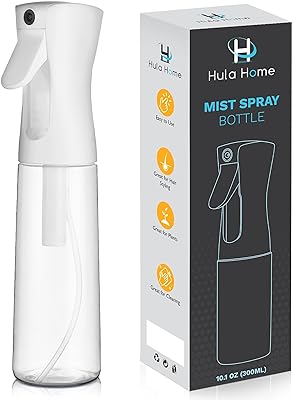 Hula Home
MIST SPRAY
BOTTLE
Easy to Use
Great for Hair
Styling
Great for Plants
Great for Cleaning
10.1 OZ (300ML)